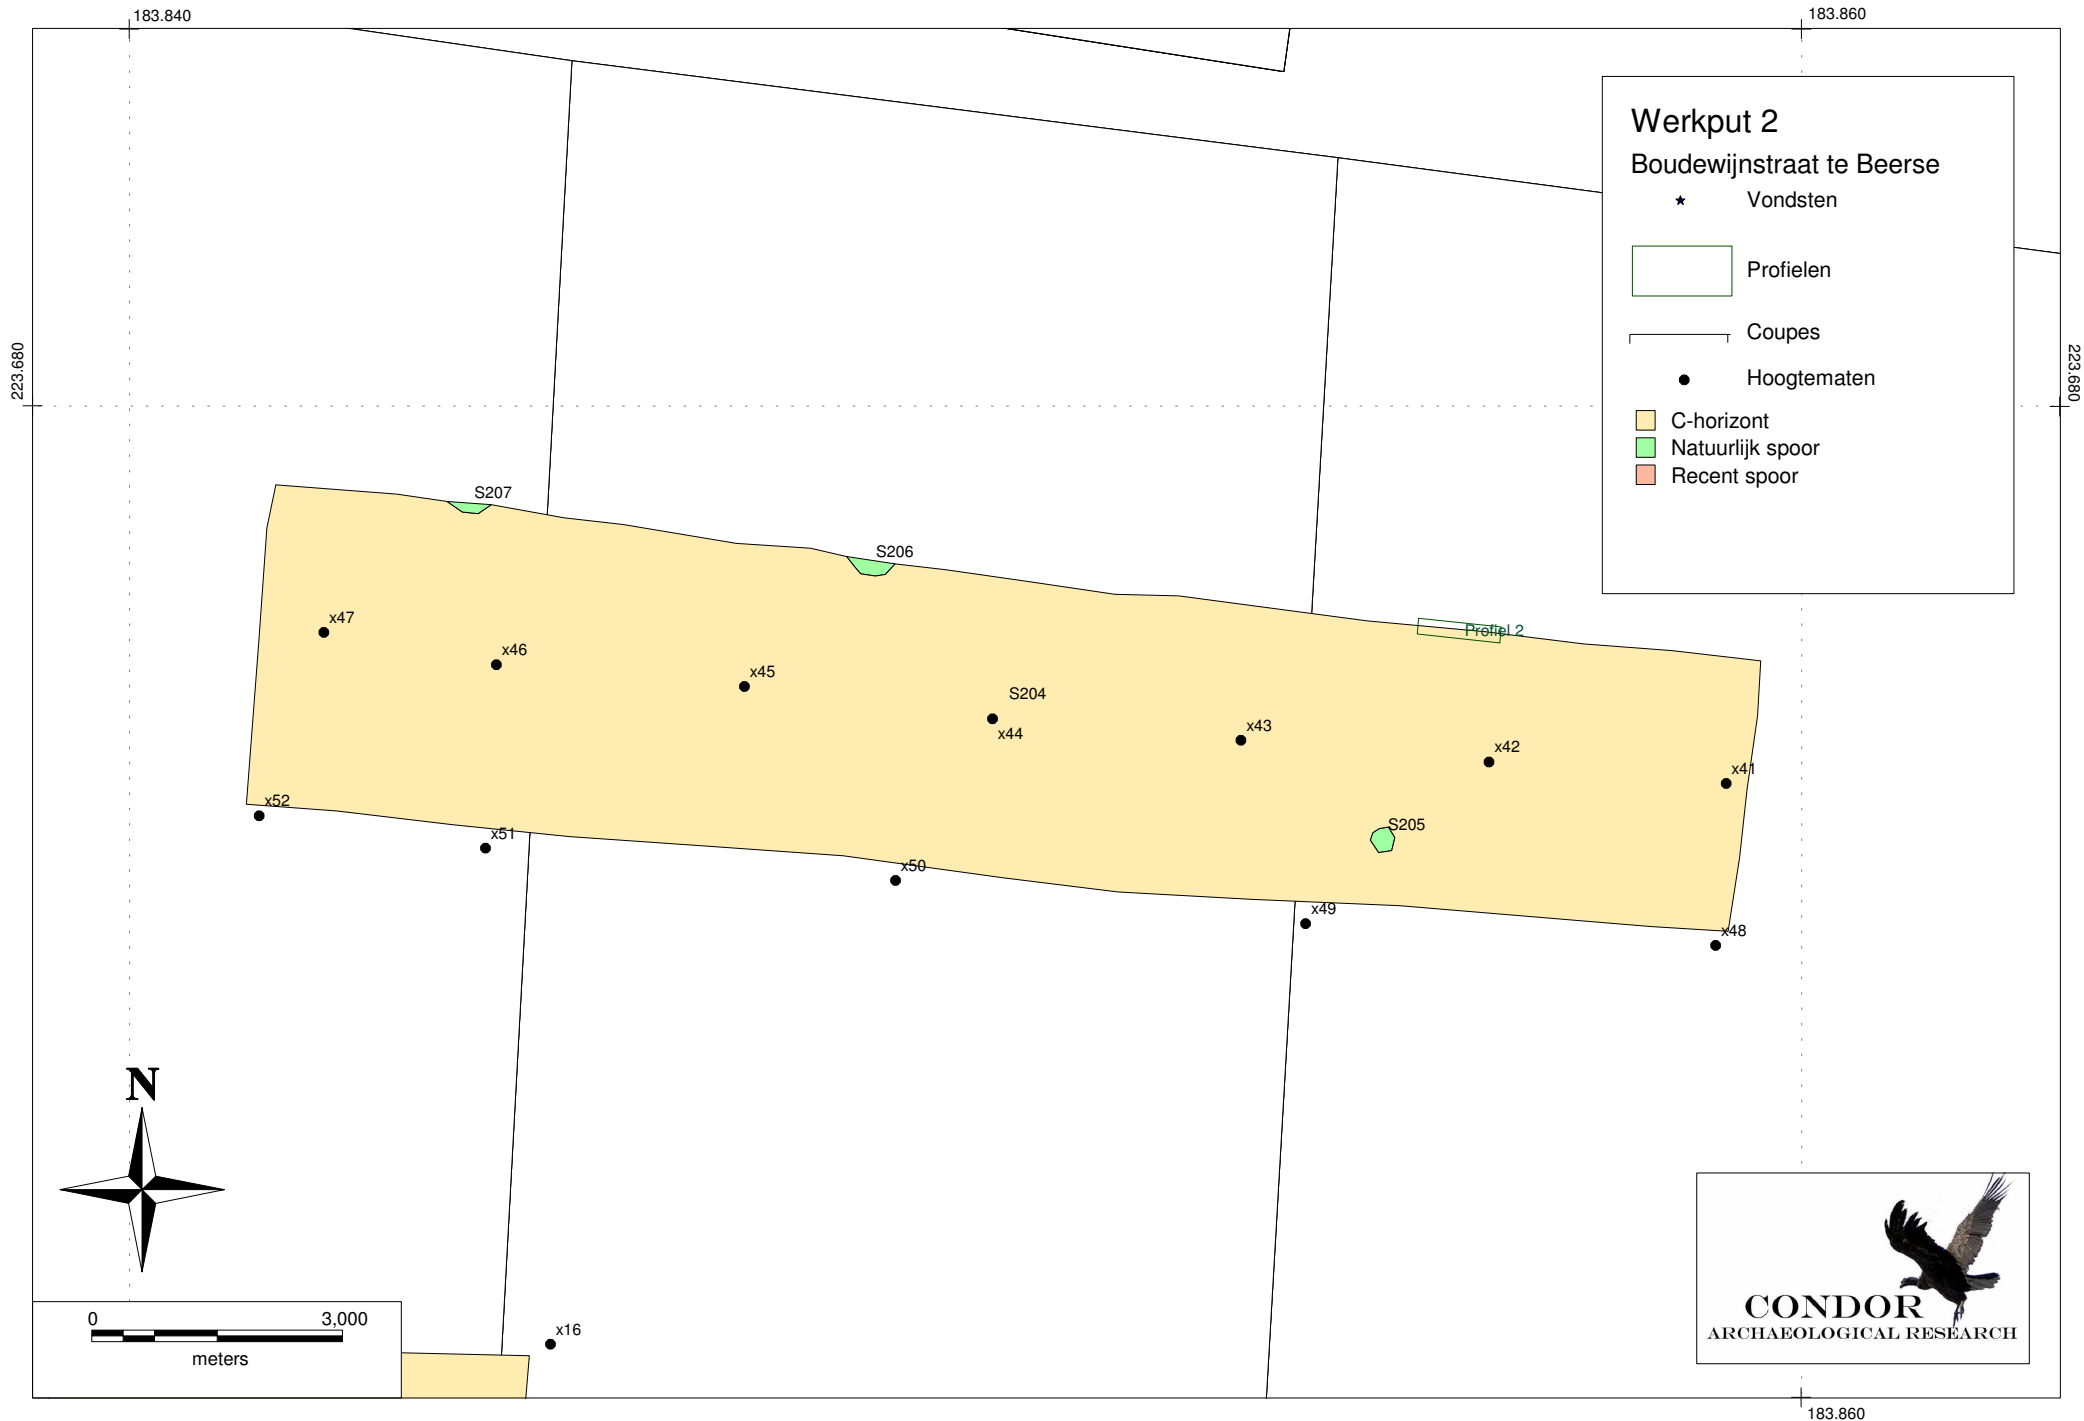 183.840
183.860
Werkput 2
Boudewijnstraat te Beerse
Vondsten
Profielen
Coupes
Hoogtematen
C-horizont
Natuurlijk spoor
Recent spoor
223.680
223.680
S207
S206
Profiel 2
x47
x46
x45
S204
x44
x43
x42
x41
x52
x51
S205
x50
x49
x48
N
0 3,000
meters
x16
CONDOR
ARCHAEOLOGICAL RESEARCH
183.860